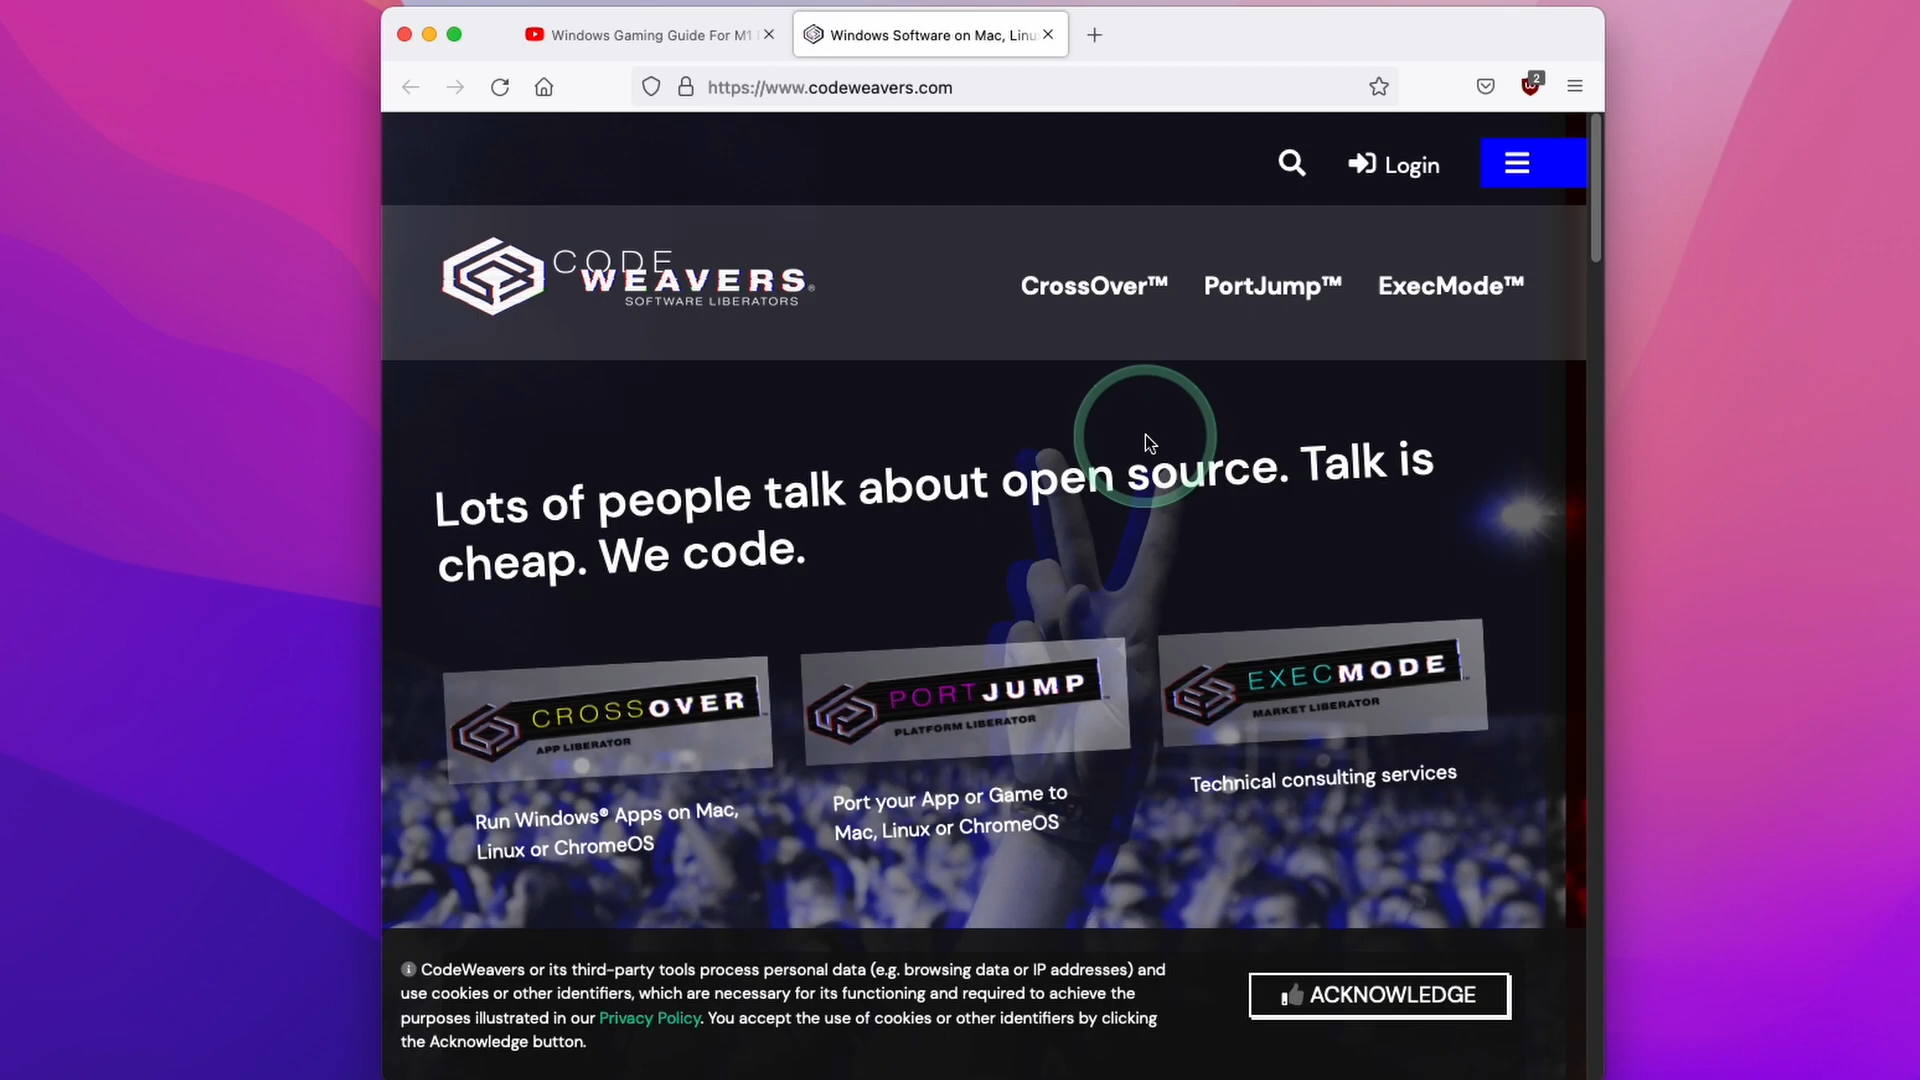 Windows Gaming Guide For M1
Windows Software on Mac, Linu
https://www.codeweavers.com
2
Login
CODE
WEAVERS®
SOFTWARE LIBERATORS
CrossOver™ PortJump™ ExecMode™
Lots of people talk about open source. Talk is
cheap. We code.
CROSSOVER™
APP LIBERATOR
Run Windows® Apps on Mac,
Linux or ChromeOS
PORTJUMP™
PLATFORM LIBERATOR
Port your App or Game to
Mac, Linux or ChromeOS
EXECMODE™
MARKET LIBERATOR
Technical consulting services
CodeWeavers or its third-party tools process personal data (e.g. browsing data or IP addresses) and
use cookies or other identifiers, which are necessary for its functioning and required to achieve the
purposes illustrated in our Privacy Policy. You accept the use of cookies or other identifiers by clicking
the Acknowledge button.
ACKNOWLEDGE